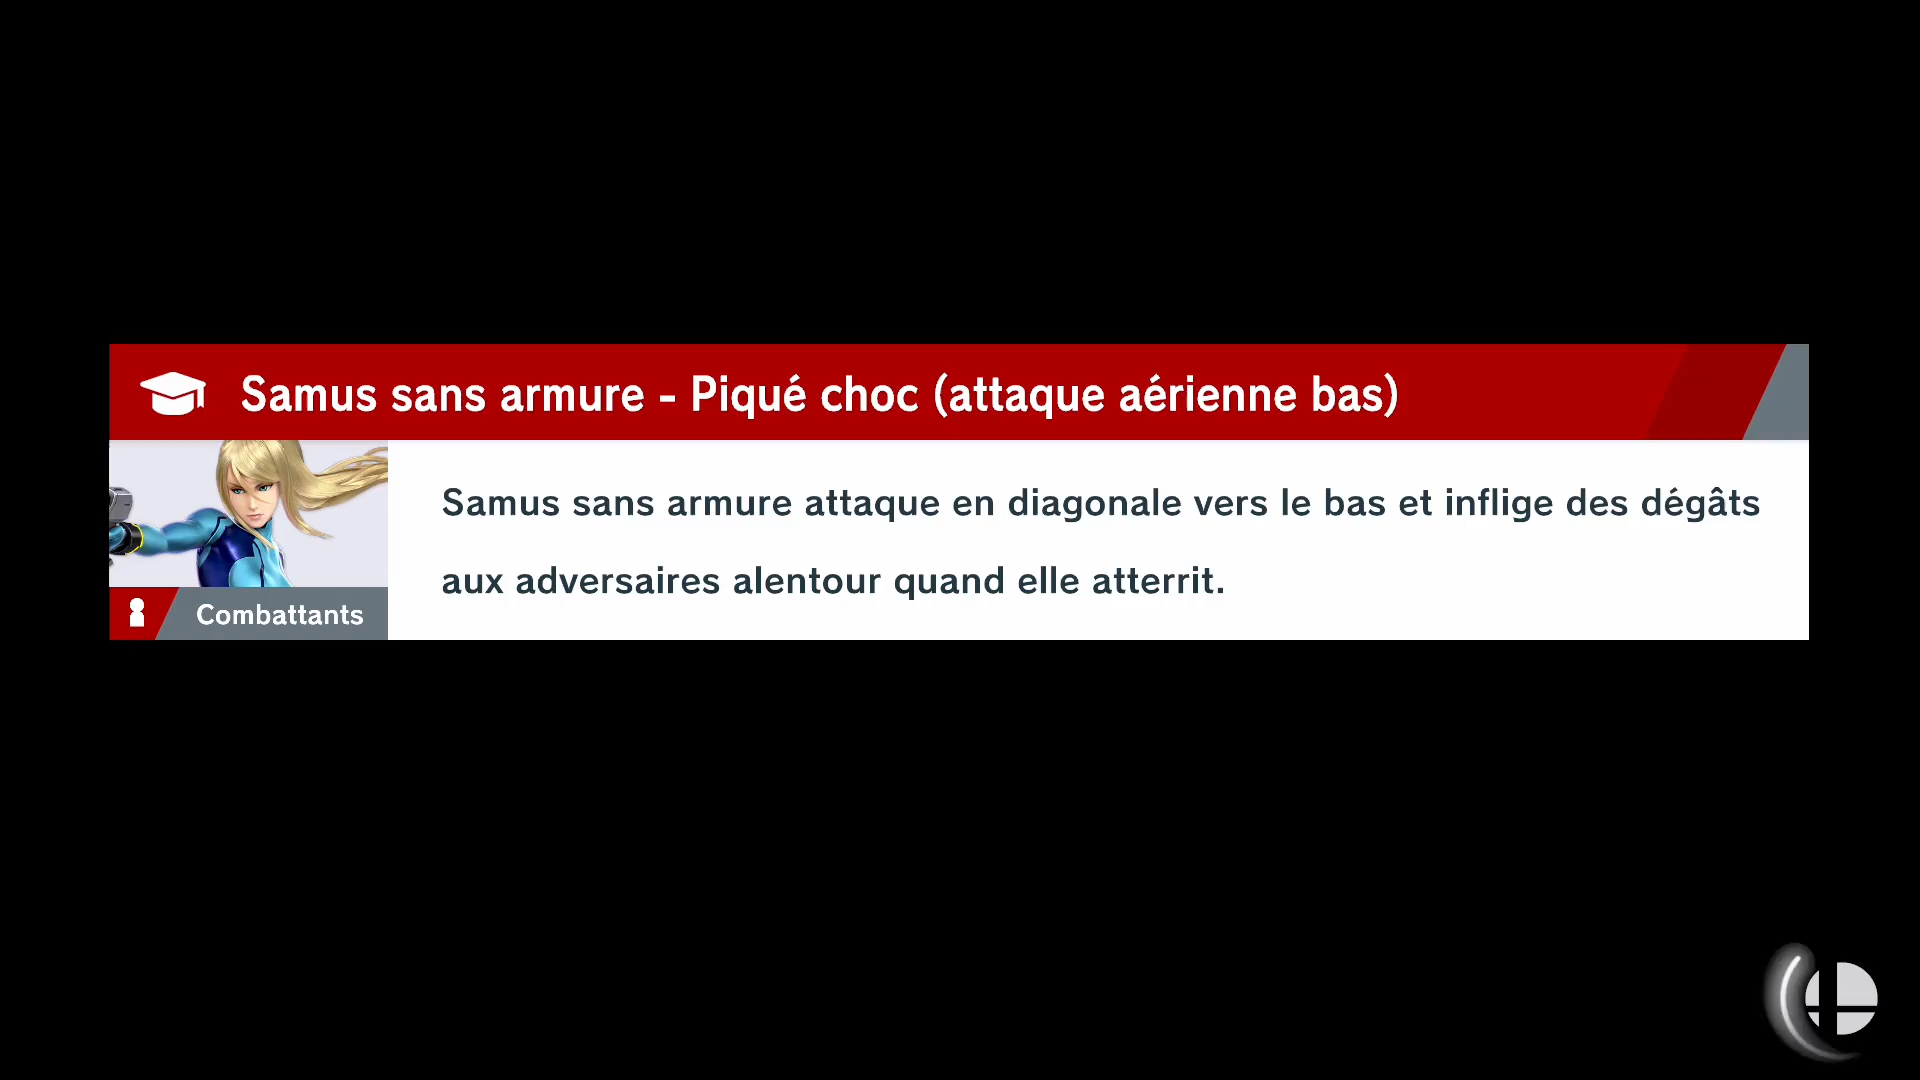 Samus sans armure - Piqué choc (attaque aérienne bas)
Samus sans armure attaque en diagonale vers le bas et inflige des dégâts
aux adversaires alentour quand elle atterrit.
Combattants